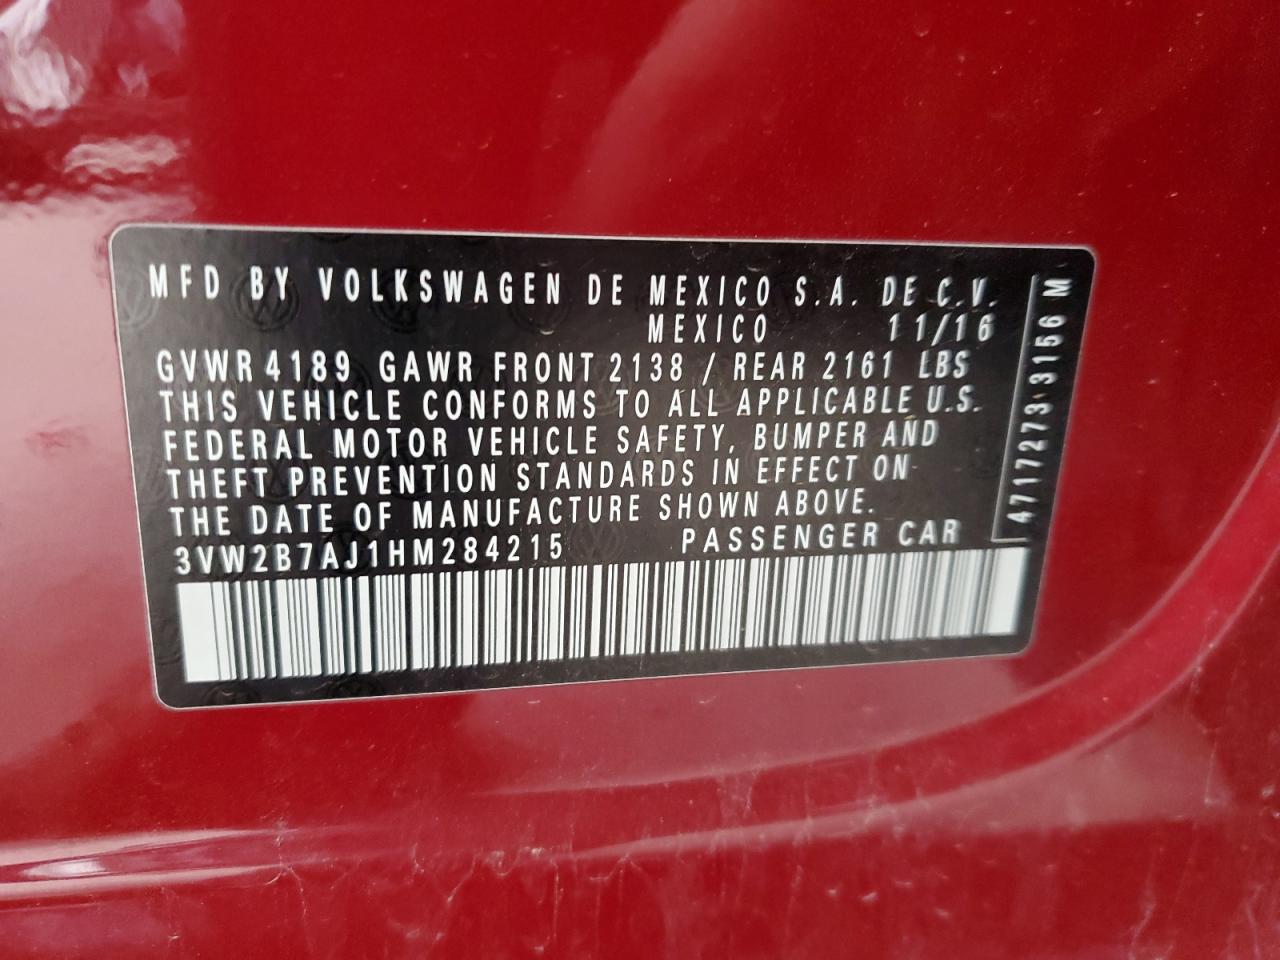 MFD BY VOLKSWAGEN DE MEXICO S.A. DE C.V.
MEXICO 11/16
GVWR 4189 GAWR FRONT 2138 / REAR 2161 LBS
THIS VEHICLE CONFORMS TO ALL APPLICABLE U.S.
FEDERAL MOTOR VEHICLE SAFETY, BUMPER AND
THEFT PREVENTION STANDARDS IN EFFECT ON
THE DATE OF MANUFACTURE SHOWN ABOVE.
3VW2B7AJ1HM284215 PASSENGER CAR
4717273 3156 M